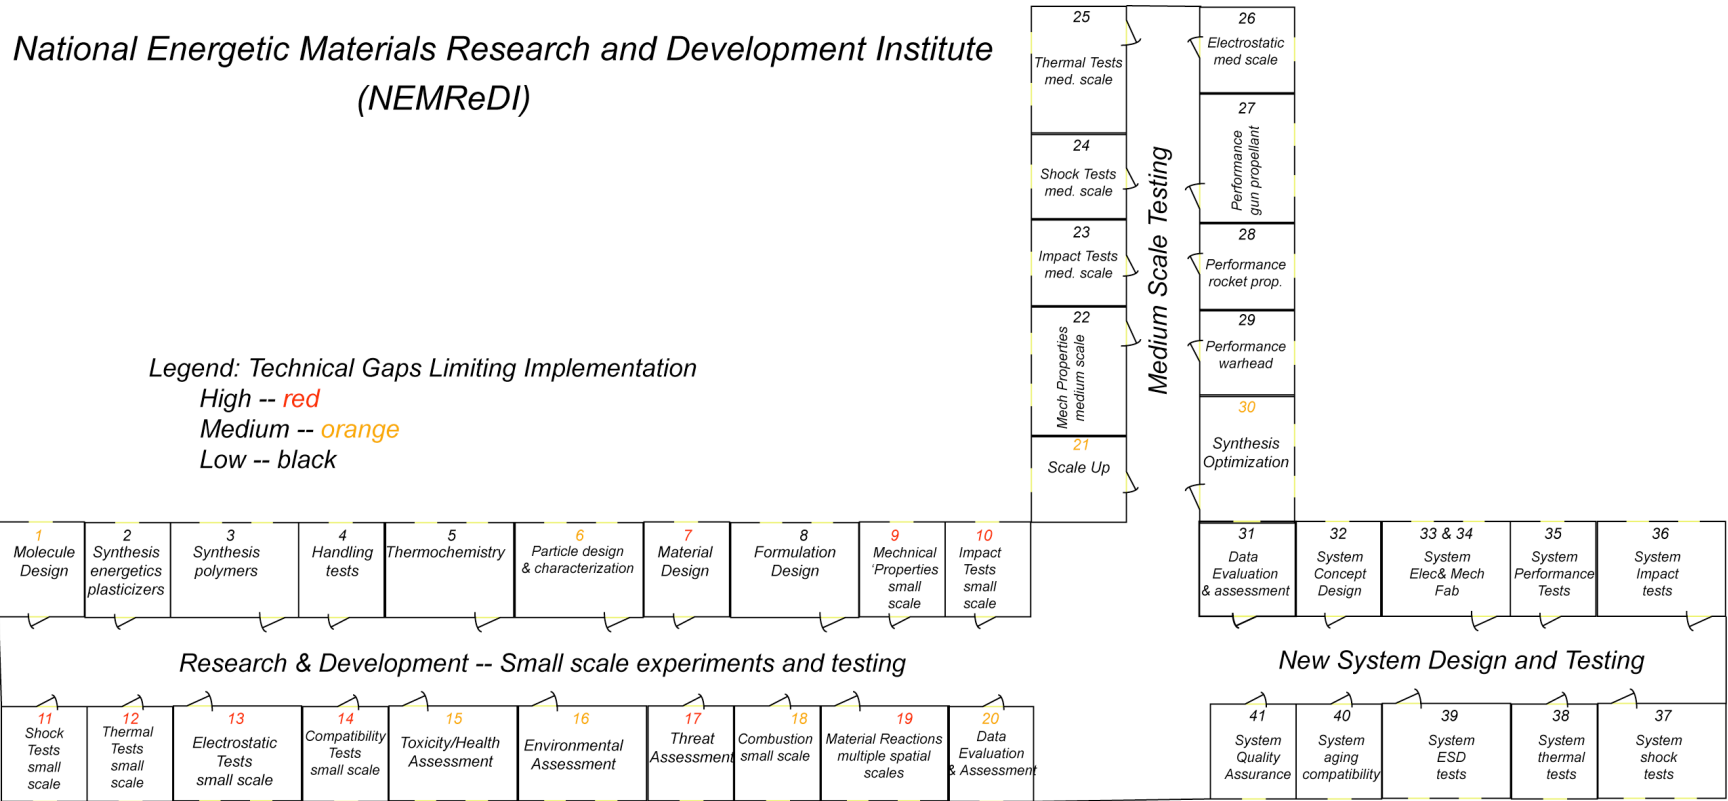 National Energetic Materials Research and Development Institute
(NEMReDI)
Legend: Technical Gaps Limiting Implementation
High -- red
Medium -- orange
Low -- black
25
Thermal Tests
med. scale
24
Shock Tests
med. scale
23
Impact Tests
med. scale
22
Mech Properties
medium scale
21
Scale Up
Medium Scale Testing
26
Electrostatic
med scale
27
Performance
gun propellant
28
Performance
rocket prop.
29
Performance
warhead
30
Synthesis
Optimization
1
Molecule
Design
2
Synthesis
energetics
plasticizers
3
Synthesis
polymers
4
Handling
tests
5
Thermochemistry
6
Particle design
& characterization
7
Material
Design
8
Formulation
Design
9
Mechnical
‘Properties
small
scale
10
Impact
Tests
small
scale
Research & Development -- Small scale experiments and testing
11
Shock
Tests
small
scale
12
Thermal
Tests
small
scale
13
Electrostatic
Tests
small scale
14
Compatibility
Tests
small scale
15
Toxicity/Health
Assessment
16
Environmental
Assessment
17
Threat
Assessment
18
Combustion
small scale
19
Material Reactions
multiple spatial
scales
20
Data
Evaluation
& Assessment
31
Data
Evaluation
& assessment
32
System
Concept
Design
33 & 34
System
Elec& Mech
Fab
35
System
Performance
Tests
36
System
Impact
tests
New System Design and Testing
41
System
Quality
Assurance
40
System
aging
compatibility
39
System
ESD
tests
38
System
thermal
tests
37
System
shock
tests